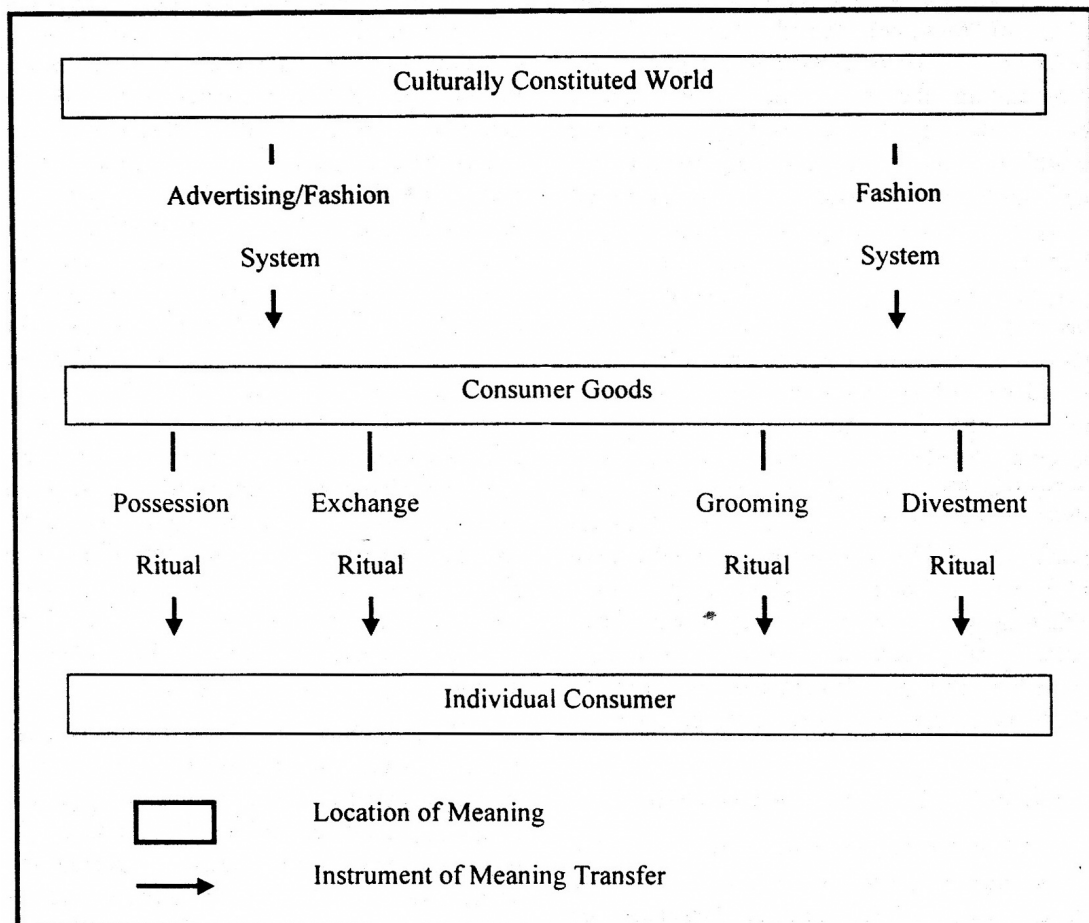 Culturally Constituted World
Advertising/Fashion Fashion
System System
Consumer Goods
Possession Exchange Grooming Divestment
Ritual Ritual Ritual Ritual
Individual Consumer
Location of Meaning
Instrument of Meaning Transfer